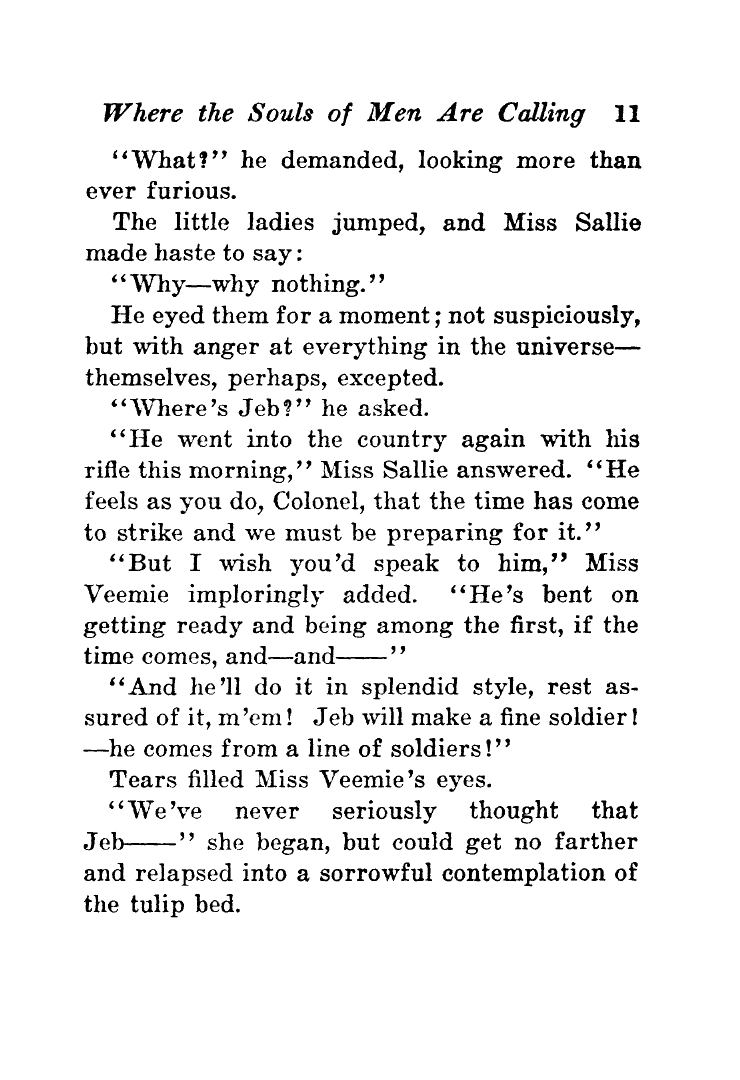 Where the Souls of Men Are Calling 11
"What?" he demanded, looking more than
ever furious.
The little ladies jumped, and Miss Sallie
made haste to say:
"Why—why nothing."
He eyed them for a moment; not suspiciously,
but with anger at everything in the universe—
themselves, perhaps, excepted.
"Where's Jeb?" he asked.
"He went into the country again with his
rifle this morning," Miss Sallie answered. "He
feels as you do, Colonel, that the time has come
to strike and we must be preparing for it."
"But I wish you'd speak to him," Miss
Veemie imploringly added. "He's bent on
getting ready and being among the first, if the
time comes, and—and——"
"And he'll do it in splendid style, rest as-
sured of it, m'em! Jeb will make a fine soldier!
—he comes from a line of soldiers!"
Tears filled Miss Veemie's eyes.
"We've never seriously thought that
Jeb——" she began, but could get no farther
and relapsed into a sorrowful contemplation of
the tulip bed.